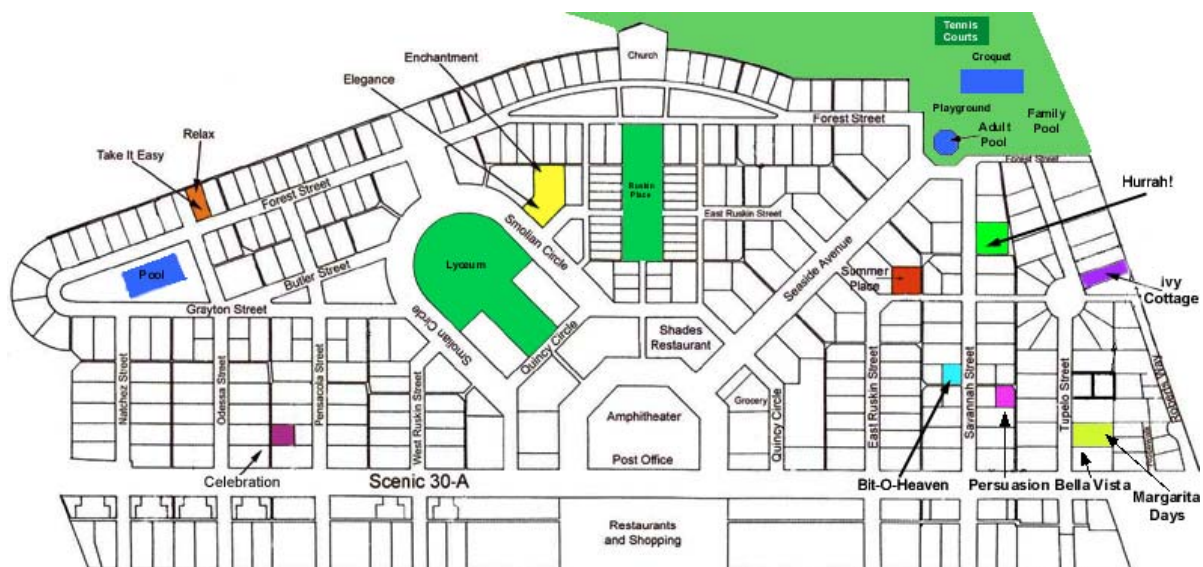 Tennis
Courts
Croquet
Playground
Family
Pool
Adult
Pool
Forest Street
Church
Enchantment
Elegance
Forest Street
Relax
Take It Easy
Forest Street
Ruskin
Place
Hurrah!
East Ruskin Street
Smolian Circle
Lyceum
Seaside Avenue
Summer
Place
ivy
Cottage
Pool
Butler Street
Grayton Street
Smolian Circle
Quincy Circle
Shades
Restaurant
Natchez Street
Odessa Street
Pensacola Street
West Ruskin Street
Grocery
Quincy Circle
East Ruskin Street
Savannah Street
Tupelo Street
Roberts Way
Amphitheater
Post Office
Celebration
Scenic 30-A
Bit-O-Heaven
Persuasion
Bella Vista
Margarita
Days
Restaurants
and Shopping